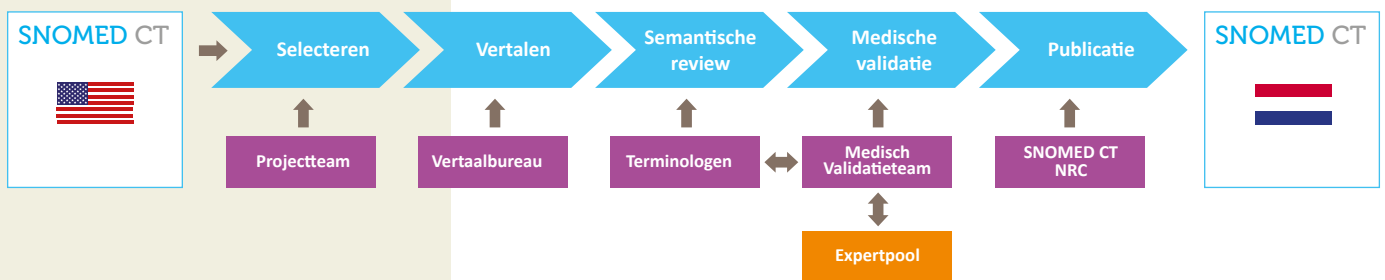 SNOMED CT
Selecteren
Vertalen
Semantische
review
Medische
validatie
Publicatie
SNOMED CT
Projectteam
Vertaalbureau
Terminologen
Medisch
Validatieteam
SNOMED CT
NRC
Expertpool